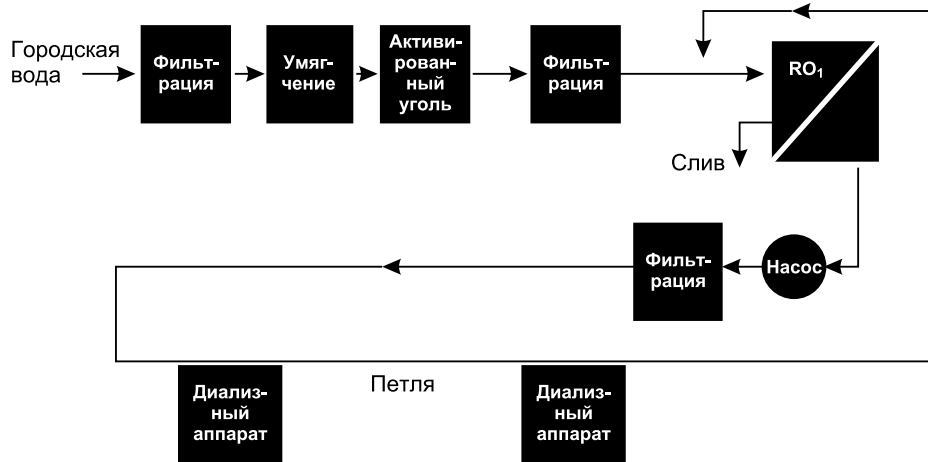 Городская
вода
Фильт-
рация
Умяг-
чение
Активи-
рован-
ный
уголь
Фильт-
рация
RO₁
Слив
Фильт-
рация
Насос
Петля
Диализ-
ный
аппарат
Диализ-
ный
аппарат